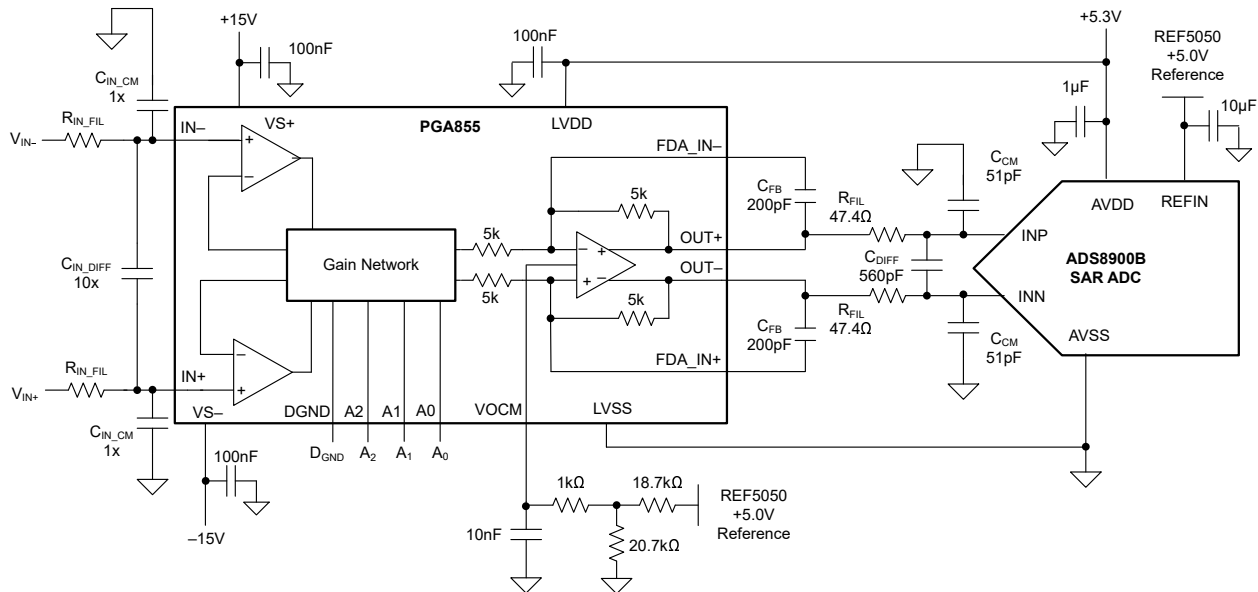 +15V
100nF
100nF
+5.3V
REF5050
+5.0V
Reference
C_IN_CM
1x
1µF
10µF
R_IN_FIL
V_IN–
IN–
VS+
PGA855
LVDD
FDA_IN–
C_FB
200pF
R_FIL
47.4Ω
C_CM
51pF
AVDD
REFIN
5k
5k
OUT+
INP
Gain Network
C_IN_DIFF
10x
OUT–
C_DIFF
560pF
ADS8900B
SAR ADC
5k
5k
INN
R_FIL
47.4Ω
C_FB
200pF
C_CM
51pF
AVSS
FDA_IN+
R_IN_FIL
V_IN+
IN+
VS–
DGND
A2
A1
A0
VOCM
LVSS
C_IN_CM
1x
100nF
D_GND
A_2
A_1
A_0
–15V
1kΩ
18.7kΩ
REF5050
+5.0V
Reference
10nF
20.7kΩ
+
–
–
–
+
–
+
+
–